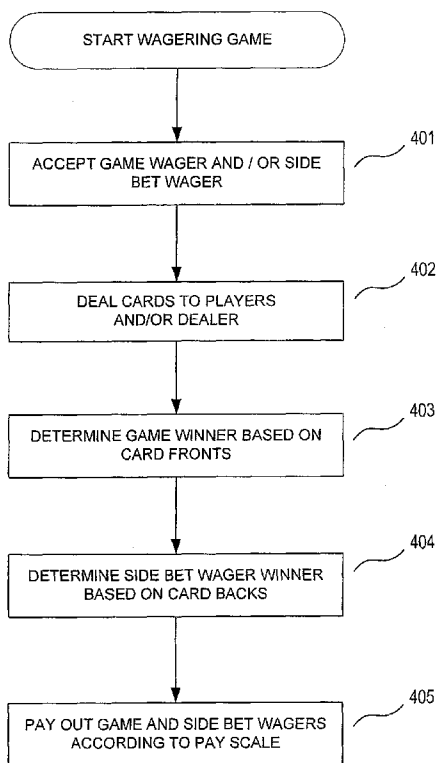 START WAGERING GAME
401
ACCEPT GAME WAGER AND / OR SIDE
BET WAGER
402
DEAL CARDS TO PLAYERS
AND/OR DEALER
403
DETERMINE GAME WINNER BASED ON
CARD FRONTS
404
DETERMINE SIDE BET WAGER WINNER
BASED ON CARD BACKS
405
PAY OUT GAME AND SIDE BET WAGERS
ACCORDING TO PAY SCALE